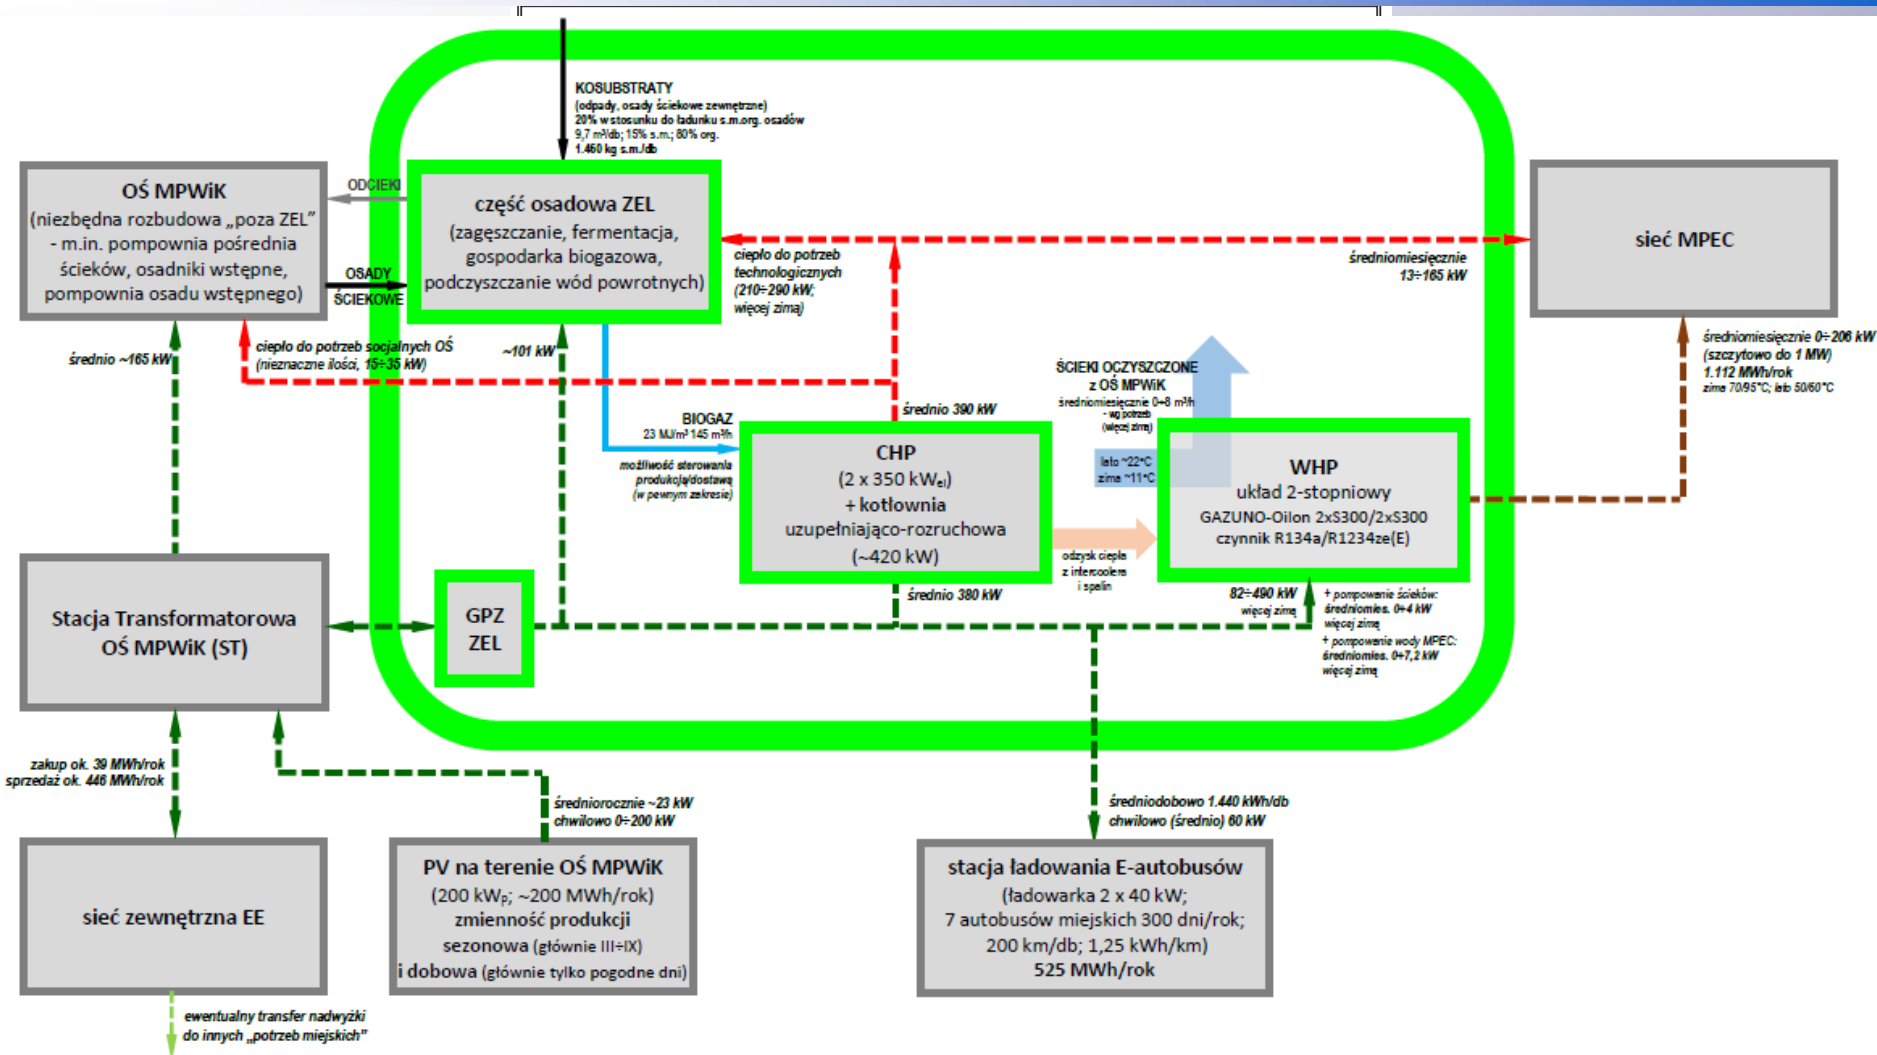 KOSUBSTRATY
(odpady, osady ściekowe zewnętrzne)
20% w stosunku do ładunku s.m.org. osadów
9,7 m³/db; 15% s.m.; 80% org.
1.460 kg s.m./db
OŚ MPWiK
(niezbędna rozbudowa „poza ZEL”
- m.in. pompownia pośrednia
ścieków, osadniki wstępne,
pompownia osadu wstępnego)
ODCIEKI
OSADY
ŚCIEKOWE
część osadowa ZEL
(zagęszczanie, fermentacja,
gospodarka biogazowa,
podczyszczanie wód powrotnych)
ciepło do potrzeb
technologicznych
(210÷290 kW;
więcej zimą)
średniomiesięcznie
13÷165 kW
sieć MPEC
średnio ~165 kW
ciepło do potrzeb socjalnych OŚ
(nieznaczne ilości, 15÷35 kW)
~101 kW
średniomiesięcznie 0÷206 kW
(szczytowo do 1 MW)
1.112 MWh/rok
zima 70/95°C; lato 50/60°C
ŚCIEKI OCZYSZCZONE
z OŚ MPWiK
średniomiesięcznie 0÷8 m³/h
- wg potrzeb
(więcej zimą)
lato ~22°C
zima ~11°C
średnio 390 kW
BIOGAZ
23 MJ/m³ 145 m³/h
możliwość sterowania
produkcją/dostawą
(w pewnym zakresie)
CHP
(2 x 350 kWel)
+ kotłownia
uzupełniająco-rozruchowa
(~420 kW)
odzysk ciepła
z intercoolera
i spalin
WHP
układ 2-stopniowy
GAZUNO-Oilon 2xS300/2xS300
czynnik R134a/R1234ze(E)
średnio 380 kW
82÷490 kW
więcej zimą
+ pompowanie ścieków:
średniomies. 0÷4 kW
więcej zimą
+ pompowanie wody MPEC:
średniomies. 0÷7,2 kW
więcej zimą
Stacja Transformatorowa
OŚ MPWiK (ST)
GPZ
ZEL
zakup ok. 39 MWh/rok
sprzedaż ok. 446 MWh/rok
średniorocznie ~23 kW
chwilowo 0÷200 kW
średniodobowo 1.440 kWh/db
chwilowo (średnio) 60 kW
sieć zewnętrzna EE
PV na terenie OŚ MPWiK
(200 kWp; ~200 MWh/rok)
zmienność produkcji
sezonowa (głównie III÷IX)
i dobowa (głównie tylko pogodne dni)
stacja ładowania E-autobusów
(ładowarka 2 x 40 kW;
7 autobusów miejskich 300 dni/rok;
200 km/db; 1,25 kWh/km)
525 MWh/rok
ewentualny transfer nadwyżki
do innych „potrzeb miejskich”